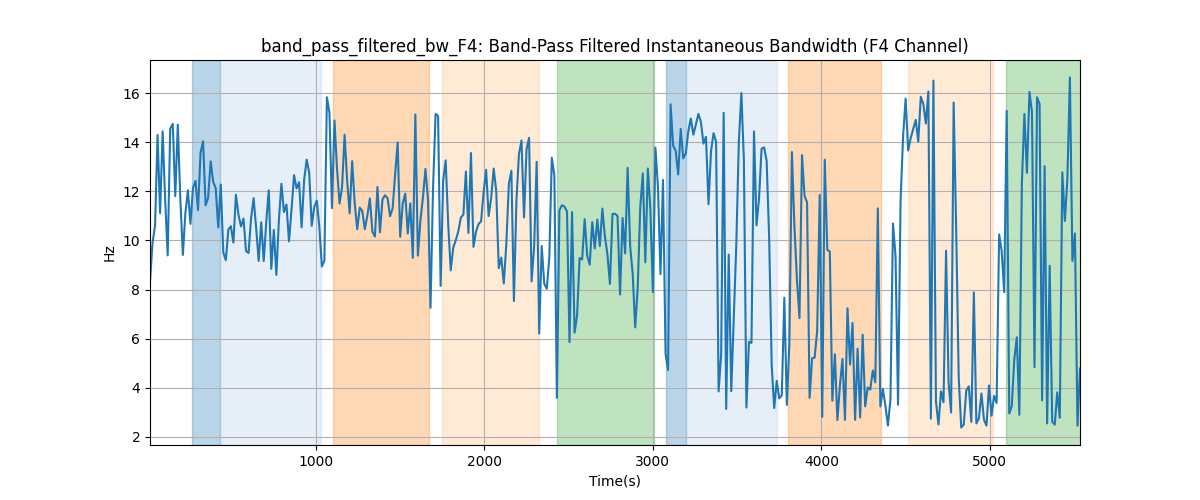 band_pass_filtered_bw_F4: Band-Pass Filtered Instantaneous Bandwidth (F4 Channel)
16
14
12
10
8
6
4
2
Hz
1000 2000 3000 4000 5000
Time(s)